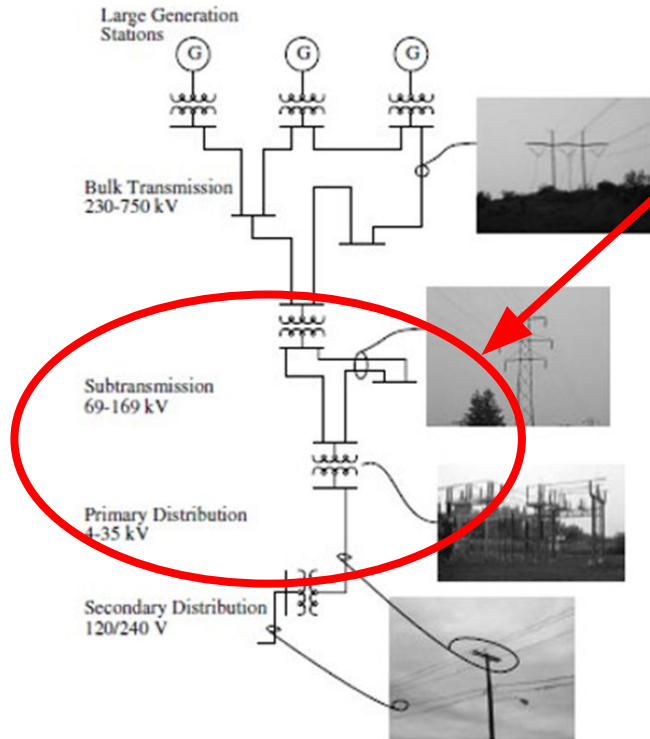 Large Generation
Stations
G
G
G
Bulk Transmission
230-750 kV
Subtransmission
69-169 kV
Primary Distribution
4-35 kV
Secondary Distribution
120/240 V